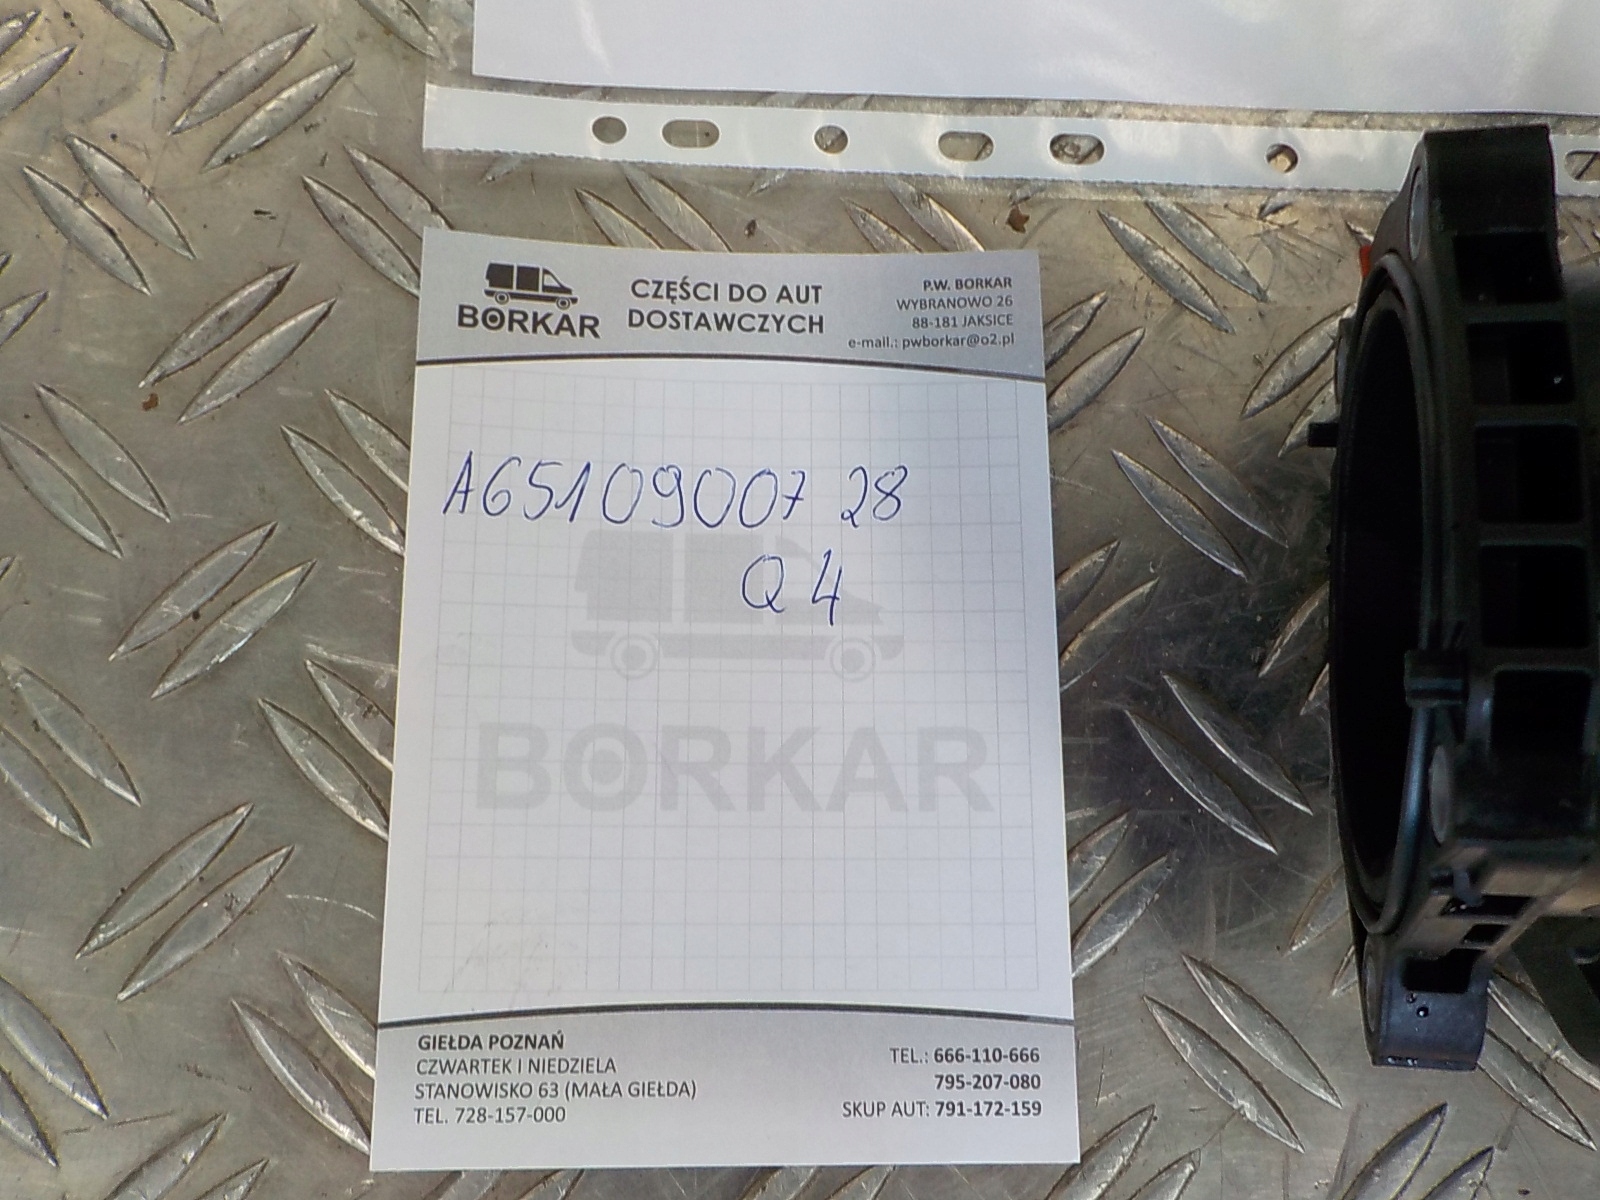 BORKAR
CZĘŚCI DO AUT
DOSTAWCZYCH
P.W. BORKAR
WYBRANOWO 26
88-181 JAKSICE
e-mail.: pwborkar@o2.pl
A65109007 28
Q4
BORKAR
GIEŁDA POZNAŃ
CZWARTEK I NIEDZIELA
STANOWISKO 63 (MAŁA GIEŁDA)
TEL. 728-157-000
TEL.: 666-110-666
795-207-080
SKUP AUT: 791-172-159